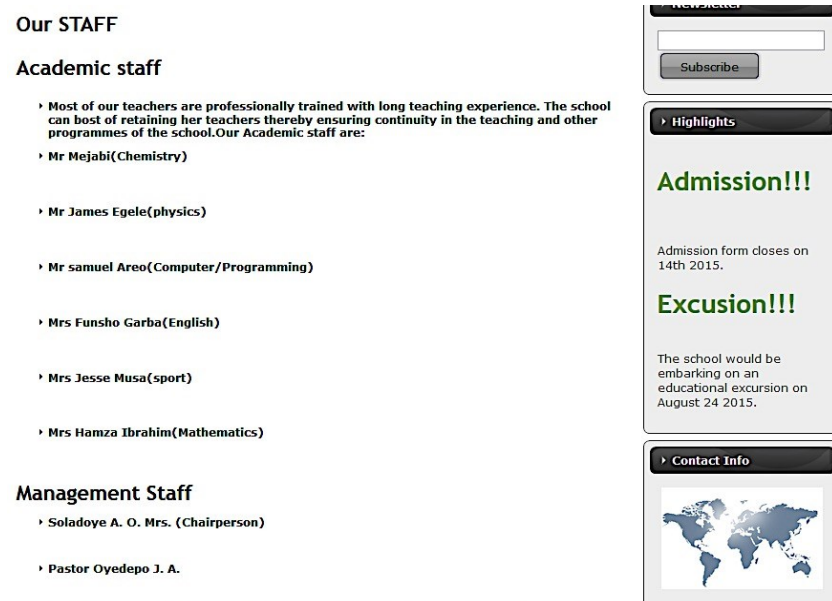 Our STAFF
Academic staff
Most of our teachers are professionally trained with long teaching experience. The school
can bost of retaining her teachers thereby ensuring continuity in the teaching and other
programmes of the school.Our Academic staff are:
Mr Mejabi(Chemistry)
Mr James Egele(physics)
Mr samuel Areo(Computer/Programming)
Mrs Funsho Garba(English)
Mrs Jesse Musa(sport)
Mrs Hamza Ibrahim(Mathematics)
Management Staff
Soladoye A. O. Mrs. (Chairperson)
Pastor Oyedepo J. A.
Newsletter
Subscribe
Highlights
Admission!!!
Admission form closes on
14th 2015.
Excusion!!!
The school would be
embarking on an
educational excursion on
August 24 2015.
Contact Info